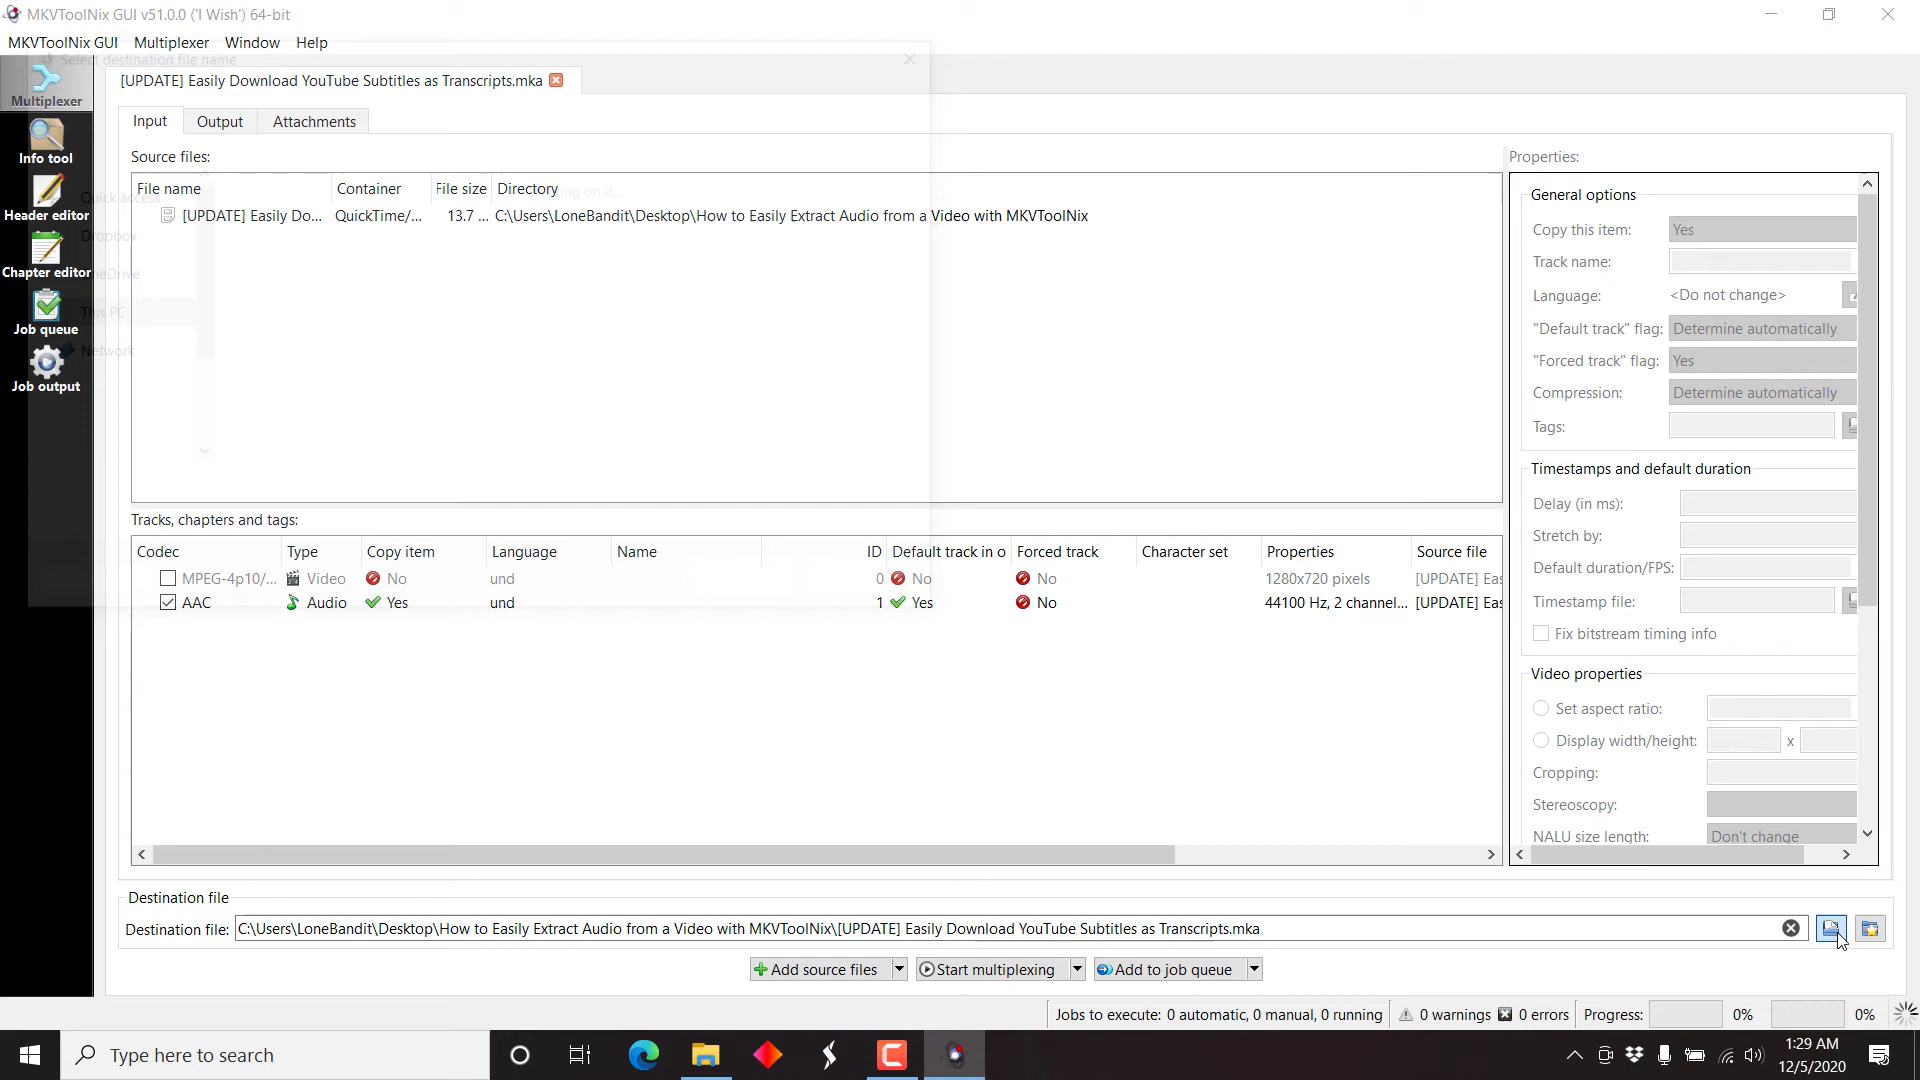 MKVToolNix GUI v51.0.0 ('I Wish') 64-bit
MKVToolNix GUI Multiplexer Window Help
Select destination file name
[UPDATE] Easily Download YouTube Subtitles as Transcripts.mka
Multiplexer
Input Output Attachments
Info tool
Source files:
Properties:
File name Container File size Directory
General options
[UPDATE] Easily Do... QuickTime/... 13.7 ... C:\Users\LoneBandit\Desktop\How to Easily Extract Audio from a Video with MKVToolNix
Quick access
Header editor
Copy this item: Yes
Dropbox
Track name:
Chapter editor
Language: <Do not change>
This PC
Job queue
"Default track" flag: Determine automatically
Network
"Forced track" flag: Yes
Job output
Compression: Determine automatically
Tags:
Timestamps and default duration
Delay (in ms):
Tracks, chapters and tags:
Stretch by:
Codec Type Copy item Language Name ID Default track in o Forced track Character set Properties Source file
Default duration/FPS:
MPEG-4p10/... Video No und 0 No No 1280x720 pixels [UPDATE] Eas
AAC Audio Yes und 1 Yes No 44100 Hz, 2 channel... [UPDATE] Eas
Timestamp file:
Fix bitstream timing info
Video properties
Set aspect ratio:
Display width/height: x
Cropping:
Stereoscopy:
NALU size length: Don't change
Destination file
Destination file: C:\Users\LoneBandit\Desktop\How to Easily Extract Audio from a Video with MKVToolNix\[UPDATE] Easily Download YouTube Subtitles as Transcripts.mka
Add source files Start multiplexing Add to job queue
Jobs to execute: 0 automatic, 0 manual, 0 running 0 warnings 0 errors Progress: 0% 0%
Type here to search
1:29 AM
12/5/2020